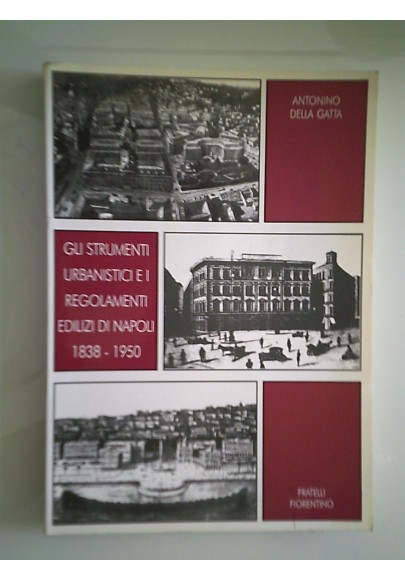 ANTONINO
DELLA GATTA
GLI STRUMENTI
URBANISTICI E I
REGOLAMENTI
EDILIZI DI NAPOLI
1838 - 1950
FRATELLI
FIORENTINO